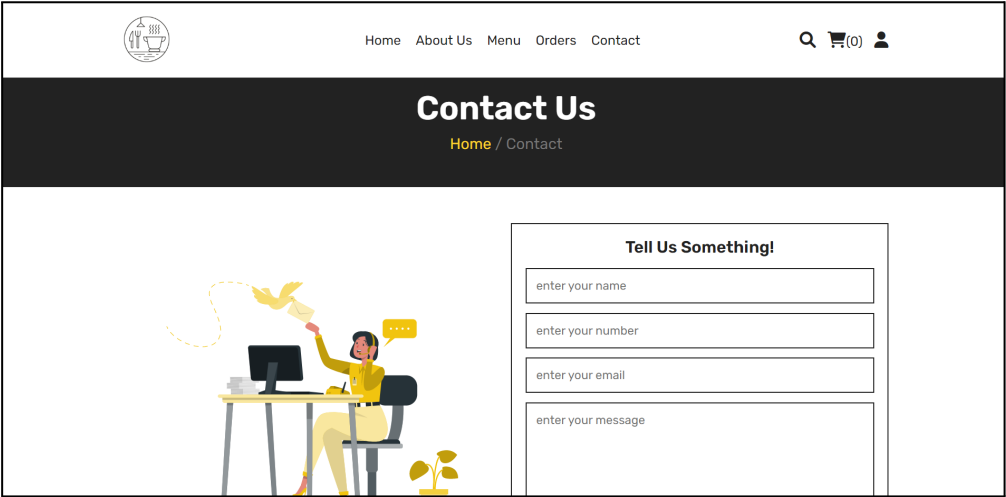 Home About Us Menu Orders Contact (0)
Contact Us
Home / Contact
Tell Us Something!
enter your name
enter your number
enter your email
enter your message